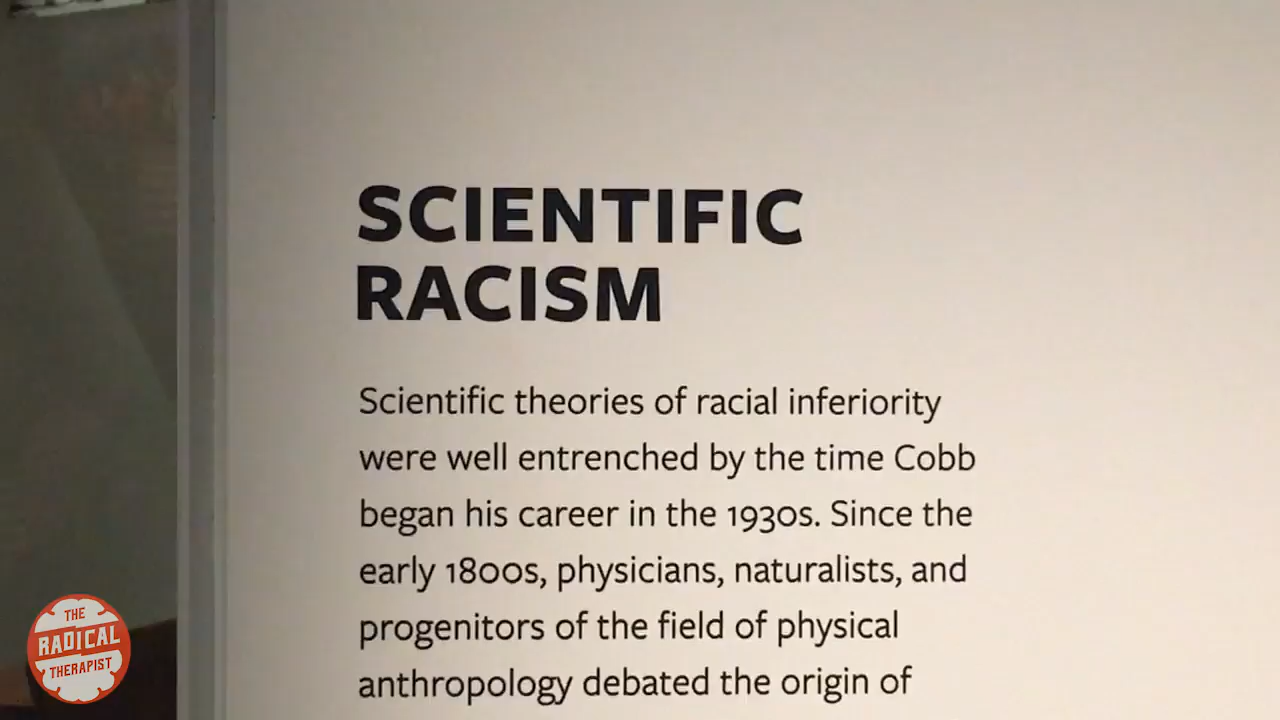 SCIENTIFIC
RACISM
Scientific theories of racial inferiority
were well entrenched by the time Cobb
began his career in the 1930s. Since the
early 1800s, physicians, naturalists, and
progenitors of the field of physical
anthropology debated the origin of
THE
RADICAL
THERAPIST